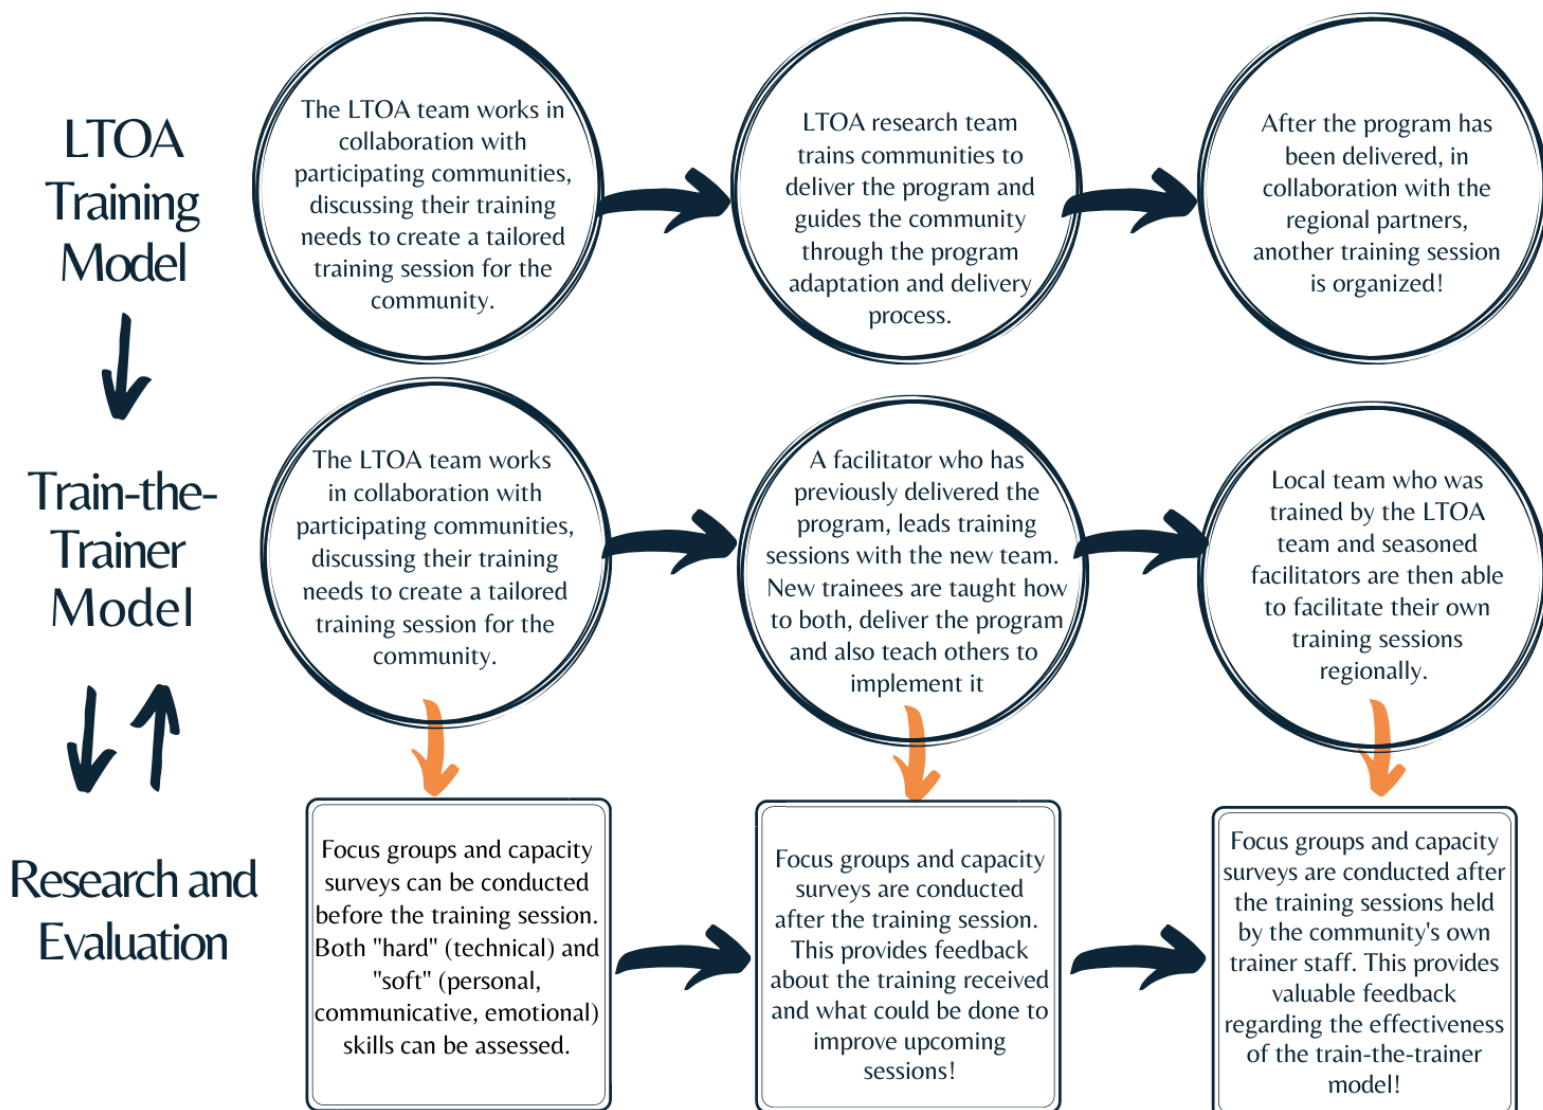 LTOA
Training
Model
The LTOA team works in
collaboration with
participating communities,
discussing their training
needs to create a tailored
training session for the
community.
LTOA research team
trains communities to
deliver the program and
guides the community
through the program
adaptation and delivery
process.
After the program has
been delivered, in
collaboration with the
regional partners,
another training session
is organized!
Train-the-
Trainer
Model
The LTOA team works
in collaboration with
participating communities,
discussing their training
needs to create a tailored
training session for the
community.
A facilitator who has
previously delivered the
program, leads training
sessions with the new team.
New trainees are taught how
to both, deliver the program
and also teach others to
implement it
Local team who was
trained by the LTOA
team and seasoned
facilitators are then able
to facilitate their own
training sessions
regionally.
Research and
Evaluation
Focus groups and capacity
surveys can be conducted
before the training session.
Both "hard" (technical) and
"soft" (personal,
communicative, emotional)
skills can be assessed.
Focus groups and capacity
surveys are conducted
after the training session.
This provides feedback
about the training received
and what could be done to
improve upcoming
sessions!
Focus groups and capacity
surveys are conducted after
the training sessions held
by the community's own
trainer staff. This provides
valuable feedback
regarding the effectiveness
of the train-the-trainer
model!